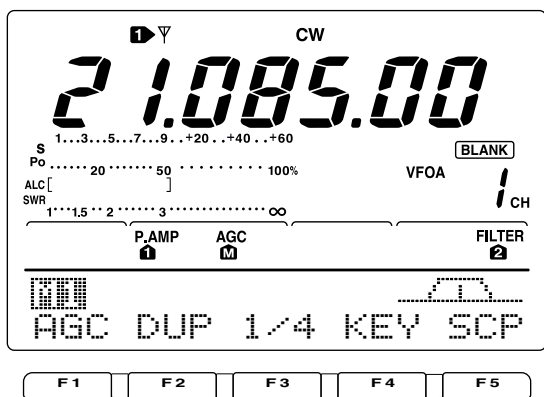 1 CW
21.085.00
S 1...3...5...7...9..+20..+40..+60
Po 20 50 100%
BLANK
ALC
VFOA 1 CH
SWR 1 1.5 2 3 ∞
P.AMP AGC FILTER
1 M 2
M1
AGC DUP 1/4 KEY SCP
F1 F2 F3 F4 F5